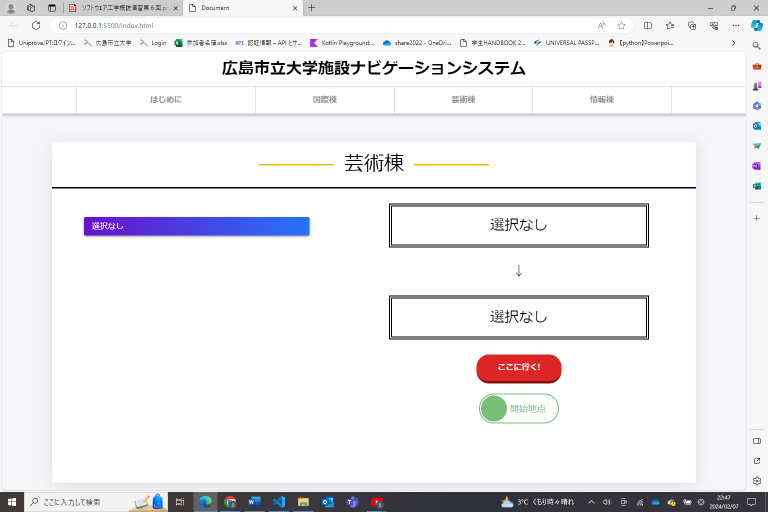 ソフトウエア工学概説演習第6回.pd
Document
127.0.0.1:5500/index.html
Uniprove/PTログイン...
広島市立大学
Login
参加者名簿.xlsx
認証情報 – API とサ...
Kotlin Playground:...
share2022 - OneDri...
学生HANDBOOK 2...
UNIVERSAL PASSP...
【python】Powerpoi...
広島市立大学施設ナビゲーションシステム
はじめに
国際棟
芸術棟
情報棟
芸術棟
選択なし
選択なし
↓
選択なし
ここに行く!
開始地点
ここに入力して検索
3°C くもり時々晴れ
22:47
2024/02/07